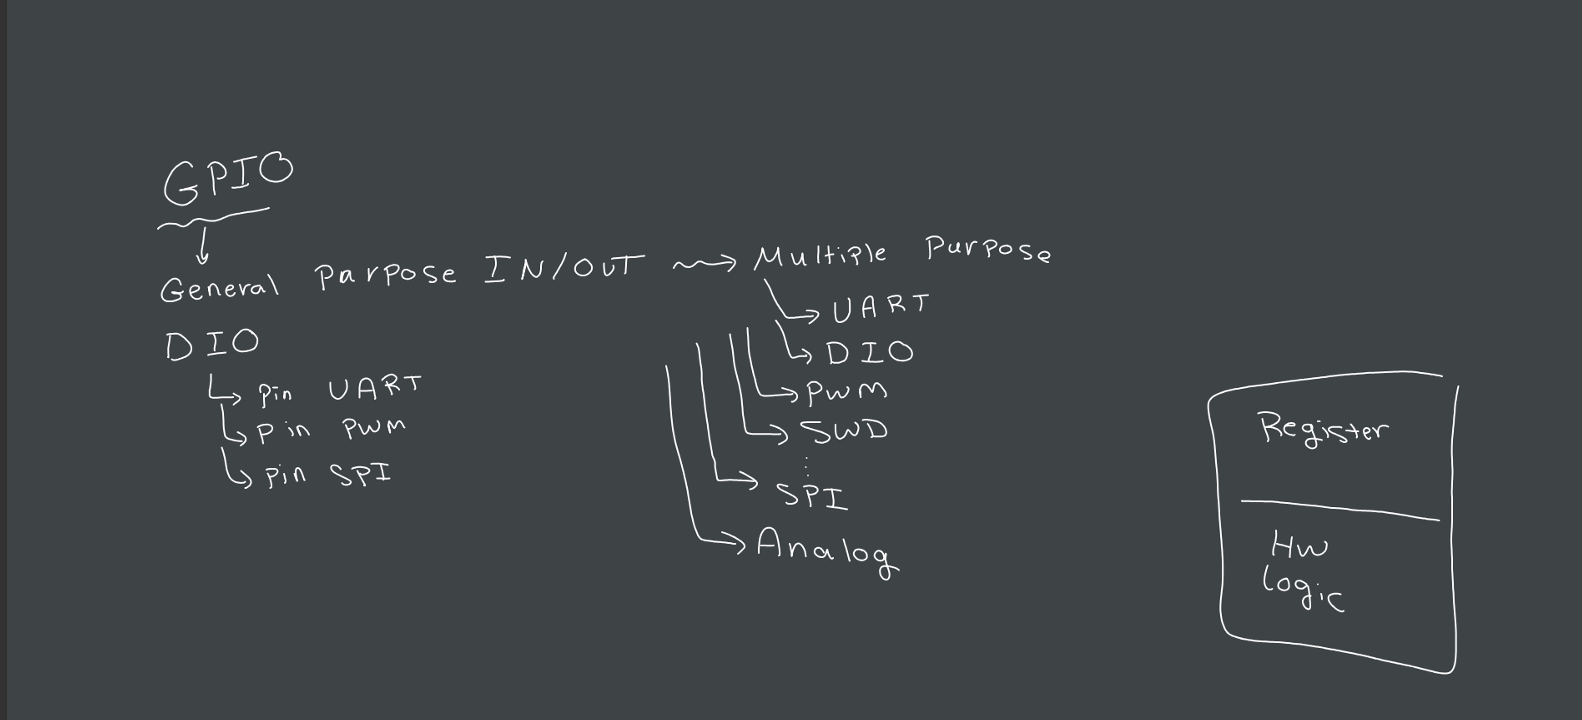 GPIO
General Parpose IN/OUT Multiple Purpose
UART
DIO
DIO
Pin UART
PWM
Pin PWM
SWD
Pin SPI
SPI
Analog
Register
HW
Logic